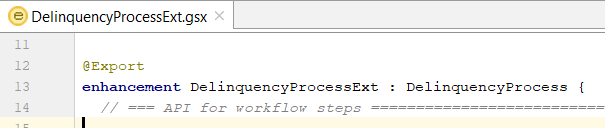 DelinquencyProcessExt.gsx
11
12 @Export
13 enhancement DelinquencyProcessExt : DelinquencyProcess {
14 // === API for workflow steps ==========================
15